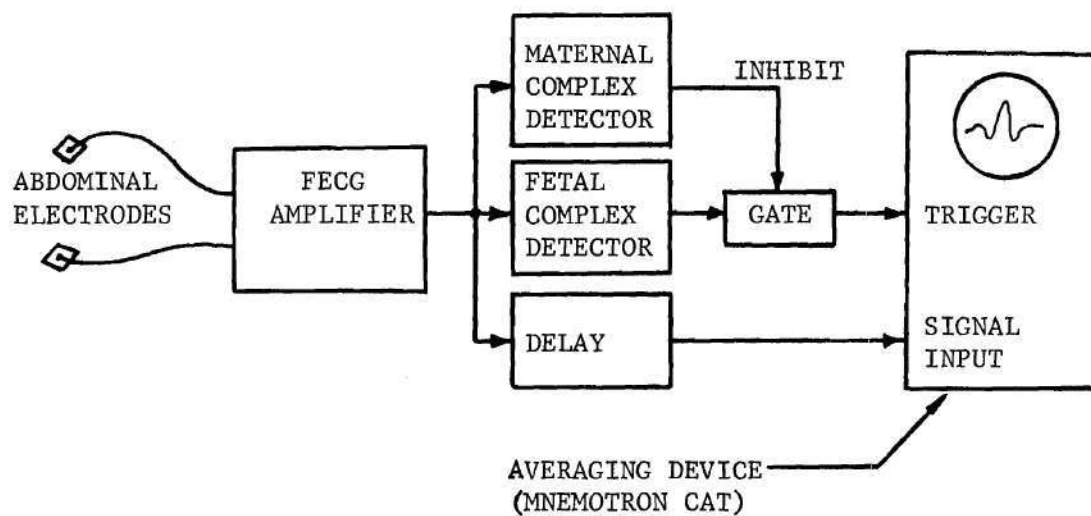 MATERNAL
COMPLEX
DETECTOR
INHIBIT
ABDOMINAL
ELECTRODES
FECG
AMPLIFIER
FETAL
COMPLEX
DETECTOR
GATE
TRIGGER
DELAY
SIGNAL
INPUT
AVERAGING DEVICE
(MNEMOTRON CAT)